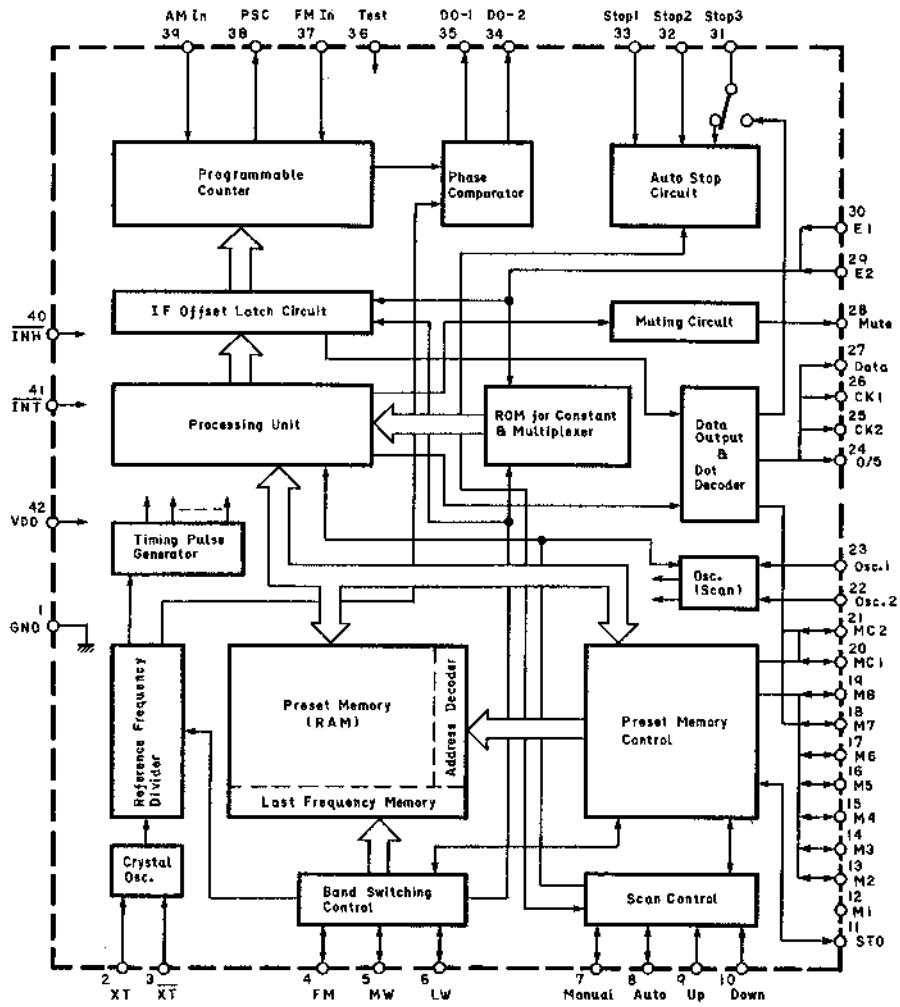 AM In PSC FM In Test DO-1 DO-2 Stop1 Stop2 Stop3
39 38 37 36 35 34 33 32 31
Programmable
Counter
Phase
Comparator
Auto Stop
Circuit
30
E1
29
E2
IF Offset Latch Circuit
Muting Circuit
28
Mute
40
INH
27
Data
26
CK1
25
CK2
24
O/5
41
INT
Processing Unit
ROM for Constant
& Multiplexer
Data
Output
&
Dot
Decoder
42
VDD
Timing Pulse
Generator
Osc.
(Scan)
23
Osc.1
22
Osc.2
1
GND
21
MC2
20
MC1
19
M8
18
M7
17
M6
16
M5
15
M4
14
M3
13
M2
12
M1
11
STO
Reference Frequency
Divider
Preset Memory
(RAM)
Address Decoder
Last Frequency Memory
Preset Memory
Control
Crystal
Osc.
Band Switching
Control
Scan Control
2 3 4 5 6 7 8 9 10
XT XT FM MW LW Manual Auto Up Down